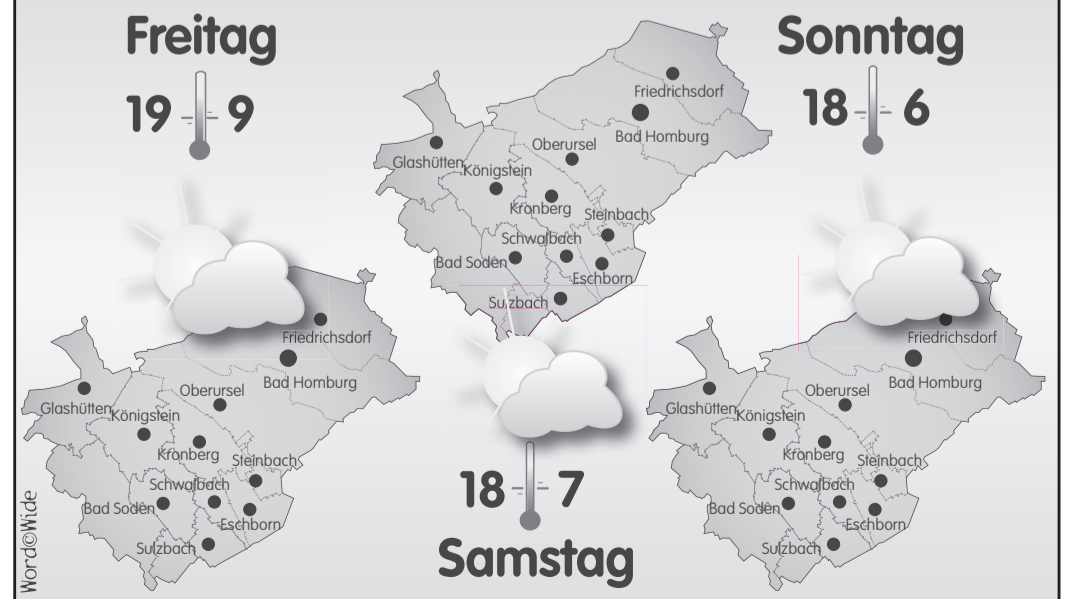 Freitag
19 9
Friedrichsdorf
Bad Homburg
Oberursel
Glashütten
Königstein
Kronberg
Steinbach
Schwalbach
Bad Soden
Eschborn
Sulzbach
Friedrichsdorf
Bad Homburg
Oberursel
Glashütten
Königstein
Kronberg
Steinbach
Schwalbach
Bad Soden
Eschborn
Sulzbach
18 7
Samstag
Sonntag
18 6
Friedrichsdorf
Bad Homburg
Oberursel
Glashütten
Königstein
Kronberg
Steinbach
Schwalbach
Bad Soden
Eschborn
Sulzbach
Word©Wide